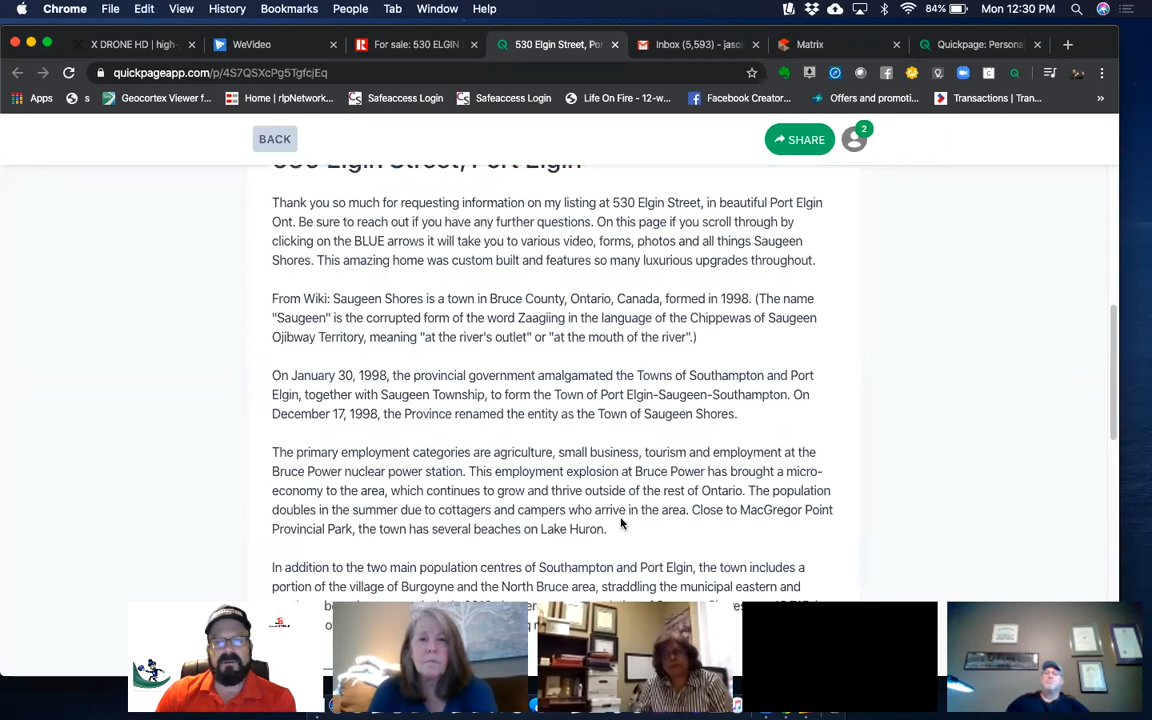 Chrome File Edit View History Bookmarks People Tab Window Help 84% Mon 12:30 PM
X DRONE HD | high- WeVideo For sale: 530 ELGIN 530 Elgin Street, Por Inbox (5,593) - jaso Matrix Quickpage: Persona
quickpageapp.com/p/4S7QSXcPg5TgfcjEq
Apps s Geocortex Viewer f... Home | rlpNetwork... Safeaccess Login Safeaccess Login Life On Fire - 12-w... Facebook Creator... Offers and promoti... Transactions | Tran... »
BACK SHARE 2
530 Elgin Street, Port Elgin
Thank you so much for requesting information on my listing at 530 Elgin Street, in beautiful Port Elgin
Ont. Be sure to reach out if you have any further questions. On this page if you scroll through by
clicking on the BLUE arrows it will take you to various video, forms, photos and all things Saugeen
Shores. This amazing home was custom built and features so many luxurious upgrades throughout.
From Wiki: Saugeen Shores is a town in Bruce County, Ontario, Canada, formed in 1998. (The name
"Saugeen" is the corrupted form of the word Zaagiing in the language of the Chippewas of Saugeen
Ojibway Territory, meaning "at the river's outlet" or "at the mouth of the river".)
On January 30, 1998, the provincial government amalgamated the Towns of Southampton and Port
Elgin, together with Saugeen Township, to form the Town of Port Elgin-Saugeen-Southampton. On
December 17, 1998, the Province renamed the entity as the Town of Saugeen Shores.
The primary employment categories are agriculture, small business, tourism and employment at the
Bruce Power nuclear power station. This employment explosion at Bruce Power has brought a micro-
economy to the area, which continues to grow and thrive outside of the rest of Ontario. The population
doubles in the summer due to cottagers and campers who arrive in the area. Close to MacGregor Point
Provincial Park, the town has several beaches on Lake Huron.
In addition to the two main population centres of Southampton and Port Elgin, the town includes a
portion of the village of Burgoyne and the North Bruce area, straddling the municipal eastern and